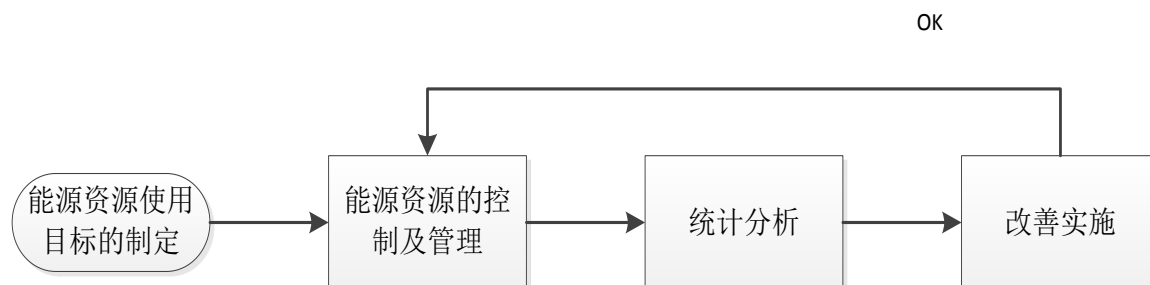 OK
能源资源使用
目标的制定
能源资源的控
制及管理
统计分析
改善实施